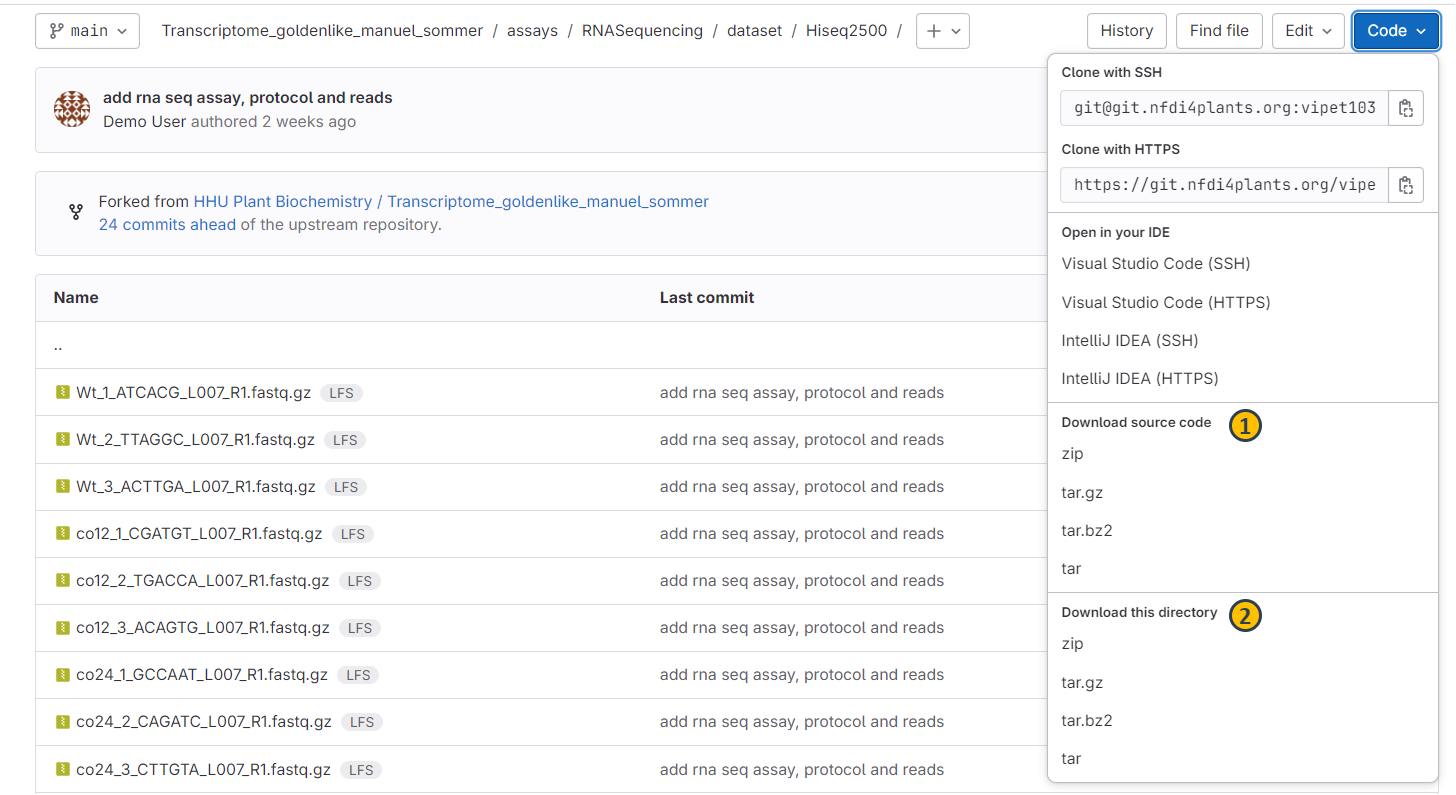 main Transcriptome_goldenlike_manuel_sommer / assays / RNASequencing / dataset / Hiseq2500 / + History Find file Edit Code
add rna seq assay, protocol and reads
Demo User authored 2 weeks ago
Forked from HHU Plant Biochemistry / Transcriptome_goldenlike_manuel_sommer
24 commits ahead of the upstream repository.
Name Last commit
..
Wt_1_ATCACG_L007_R1.fastq.gz LFS add rna seq assay, protocol and reads
Wt_2_TTAGGC_L007_R1.fastq.gz LFS add rna seq assay, protocol and reads
Wt_3_ACTTGA_L007_R1.fastq.gz LFS add rna seq assay, protocol and reads
co12_1_CGATGT_L007_R1.fastq.gz LFS add rna seq assay, protocol and reads
co12_2_TGACCA_L007_R1.fastq.gz LFS add rna seq assay, protocol and reads
co12_3_ACAGTG_L007_R1.fastq.gz LFS add rna seq assay, protocol and reads
co24_1_GCCAAT_L007_R1.fastq.gz LFS add rna seq assay, protocol and reads
co24_2_CAGATC_L007_R1.fastq.gz LFS add rna seq assay, protocol and reads
co24_3_CTTGTA_L007_R1.fastq.gz LFS add rna seq assay, protocol and reads
Clone with SSH
git@git.nfdi4plants.org:vipet103
Clone with HTTPS
https://git.nfdi4plants.org/vipe
Open in your IDE
Visual Studio Code (SSH)
Visual Studio Code (HTTPS)
IntelliJ IDEA (SSH)
IntelliJ IDEA (HTTPS)
Download source code 1
zip
tar.gz
tar.bz2
tar
Download this directory 2
zip
tar.gz
tar.bz2
tar